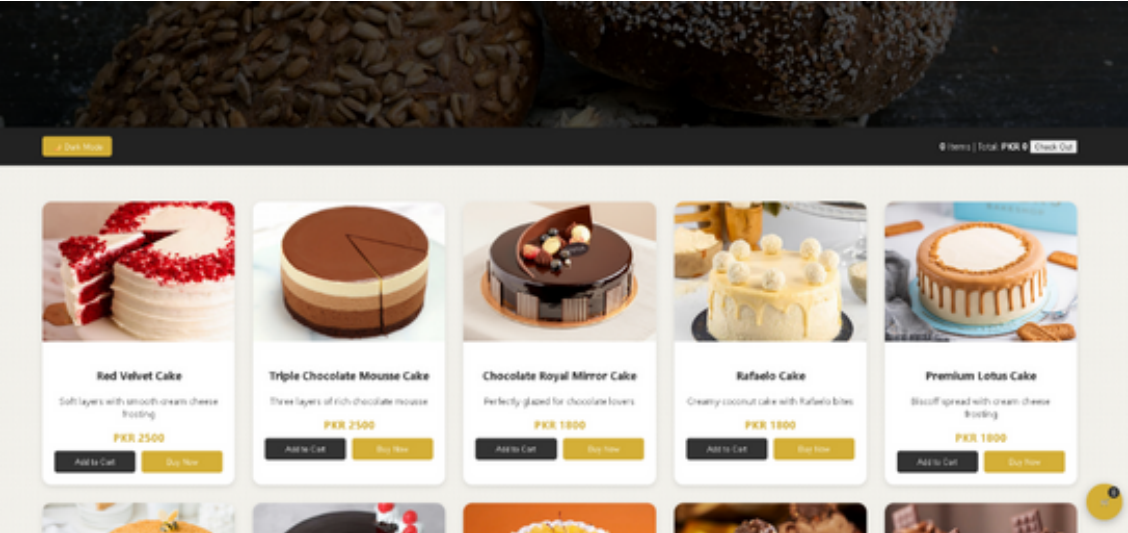 Dark Mode
0 Items | Total: PKR 0 Check Out
Red Velvet Cake
Soft layers with smooth cream cheese
frosting
PKR 2500
Add to Cart Buy Now
Triple Chocolate Mousse Cake
Three layers of rich chocolate mousse
PKR 2500
Add to Cart Buy Now
Chocolate Royal Mirror Cake
Perfectly glazed for chocolate lovers
PKR 1800
Add to Cart Buy Now
Rafaelo Cake
Creamy coconut cake with Rafaelo bites
PKR 1800
Add to Cart Buy Now
Premium Lotus Cake
Biscoff spread with cream cheese
frosting
PKR 1800
Add to Cart Buy Now